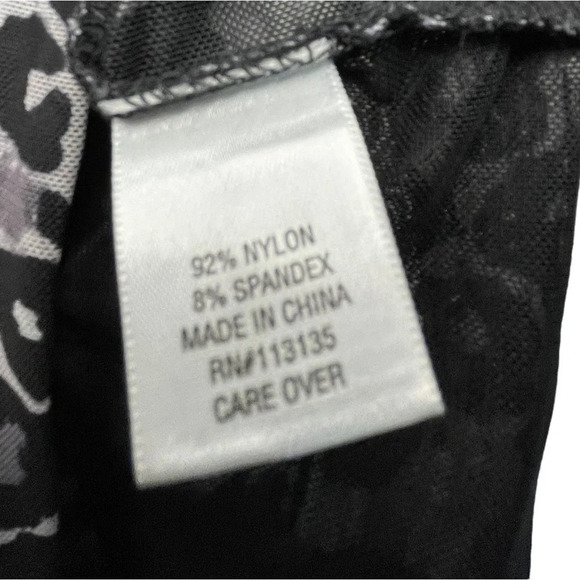 92% NYLON
8% SPANDEX
MADE IN CHINA
RN#113135
CARE OVER